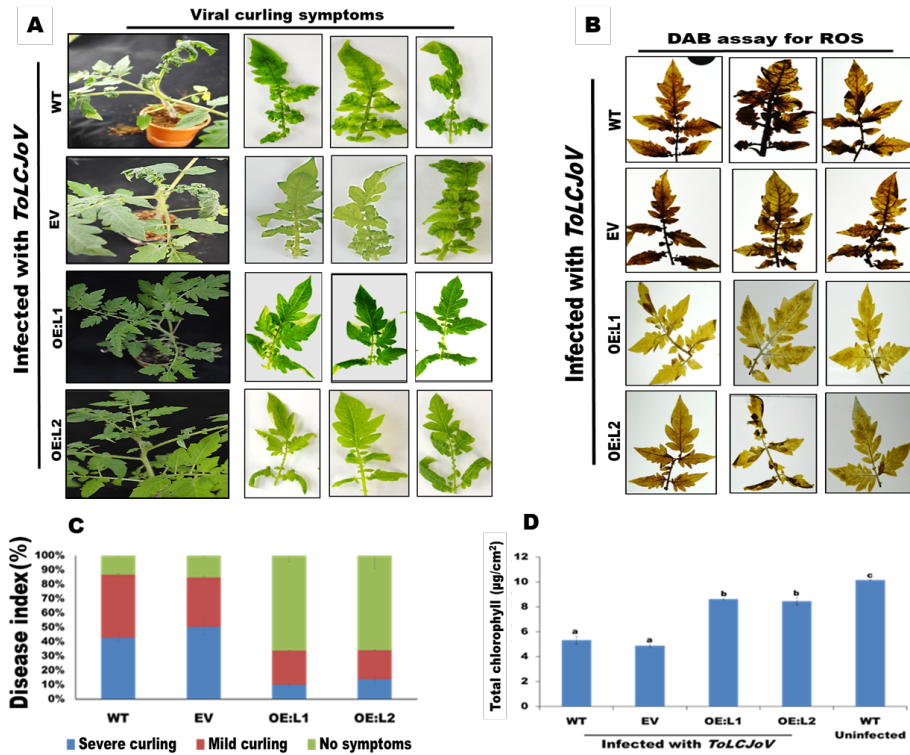 A
Viral curling symptoms
Infected with ToLCJoV
WT
EV
OE:L1
OE:L2
B
DAB assay for ROS
Infected with ToLCJoV
WT
EV
OE:L1
OE:L2
C
Disease index(%)
100%
90%
80%
70%
60%
50%
40%
30%
20%
10%
0%
WT EV OE:L1 OE:L2
Severe curling Mild curling No symptoms
D
Total chlorophyll (µg/cm²)
12
10
8
6
4
2
0
a a b b c
WT EV OE:L1 OE:L2 WT
Uninfected
Infected with ToLCJoV